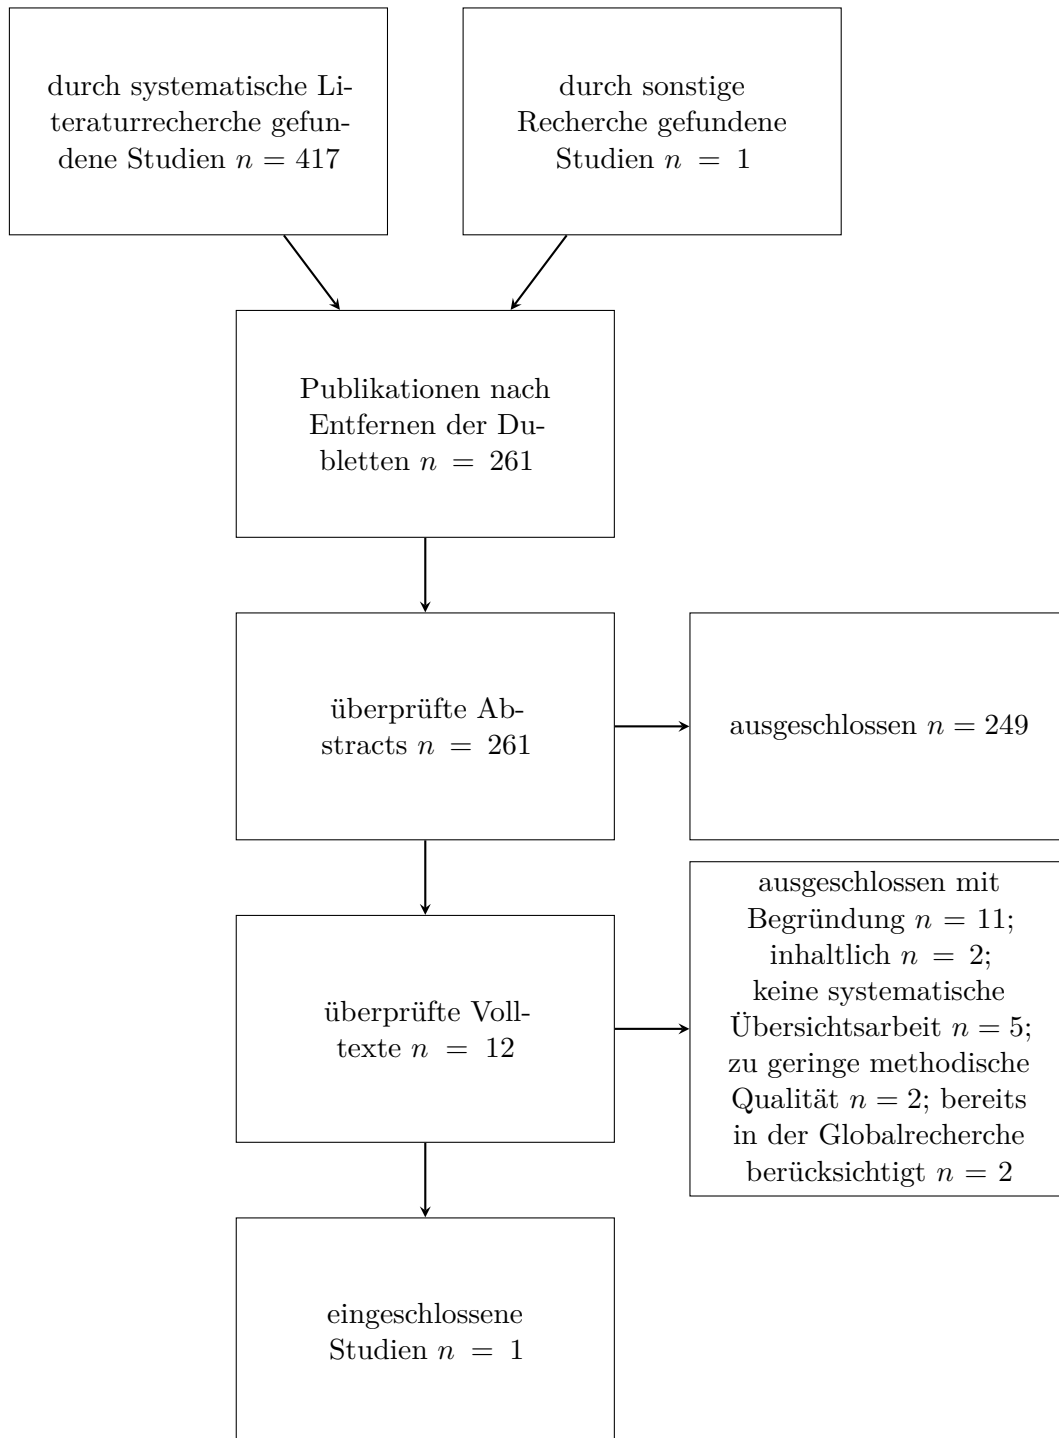 durch systematische Li-
teraturrecherche gefun-
dene Studien n = 417
durch sonstige
Recherche gefundene
Studien n = 1
Publikationen nach
Entfernen der Du-
bletten n = 261
überprüfte Ab-
stracts n = 261
ausgeschlossen n = 249
überprüfte Voll-
texte n = 12
ausgeschlossen mit
Begründung n = 11;
inhaltlich n = 2;
keine systematische
Übersichtsarbeit n = 5;
zu geringe methodische
Qualität n = 2; bereits
in der Globalrecherche
berücksichtigt n = 2
eingeschlossene
Studien n = 1